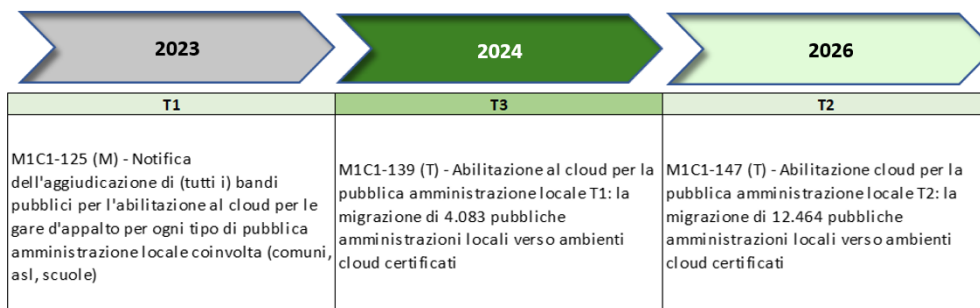 2023
2024
2026
T1
T3
T2
M1C1-125 (M) - Notifica
dell'aggiudicazione di (tutti i) bandi
pubblici per l'abilitazione al cloud per le
gare d'appalto per ogni tipo di pubblica
amministrazione locale coinvolta (comuni,
asl, scuole)
M1C1-139 (T) - Abilitazione al cloud per la
pubblica amministrazione locale T1: la
migrazione di 4.083 pubbliche
amministrazioni locali verso ambienti
cloud certificati
M1C1-147 (T) - Abilitazione cloud per la
pubblica amministrazione locale T2: la
migrazione di 12.464 pubbliche
amministrazioni locali verso ambienti
cloud certificati